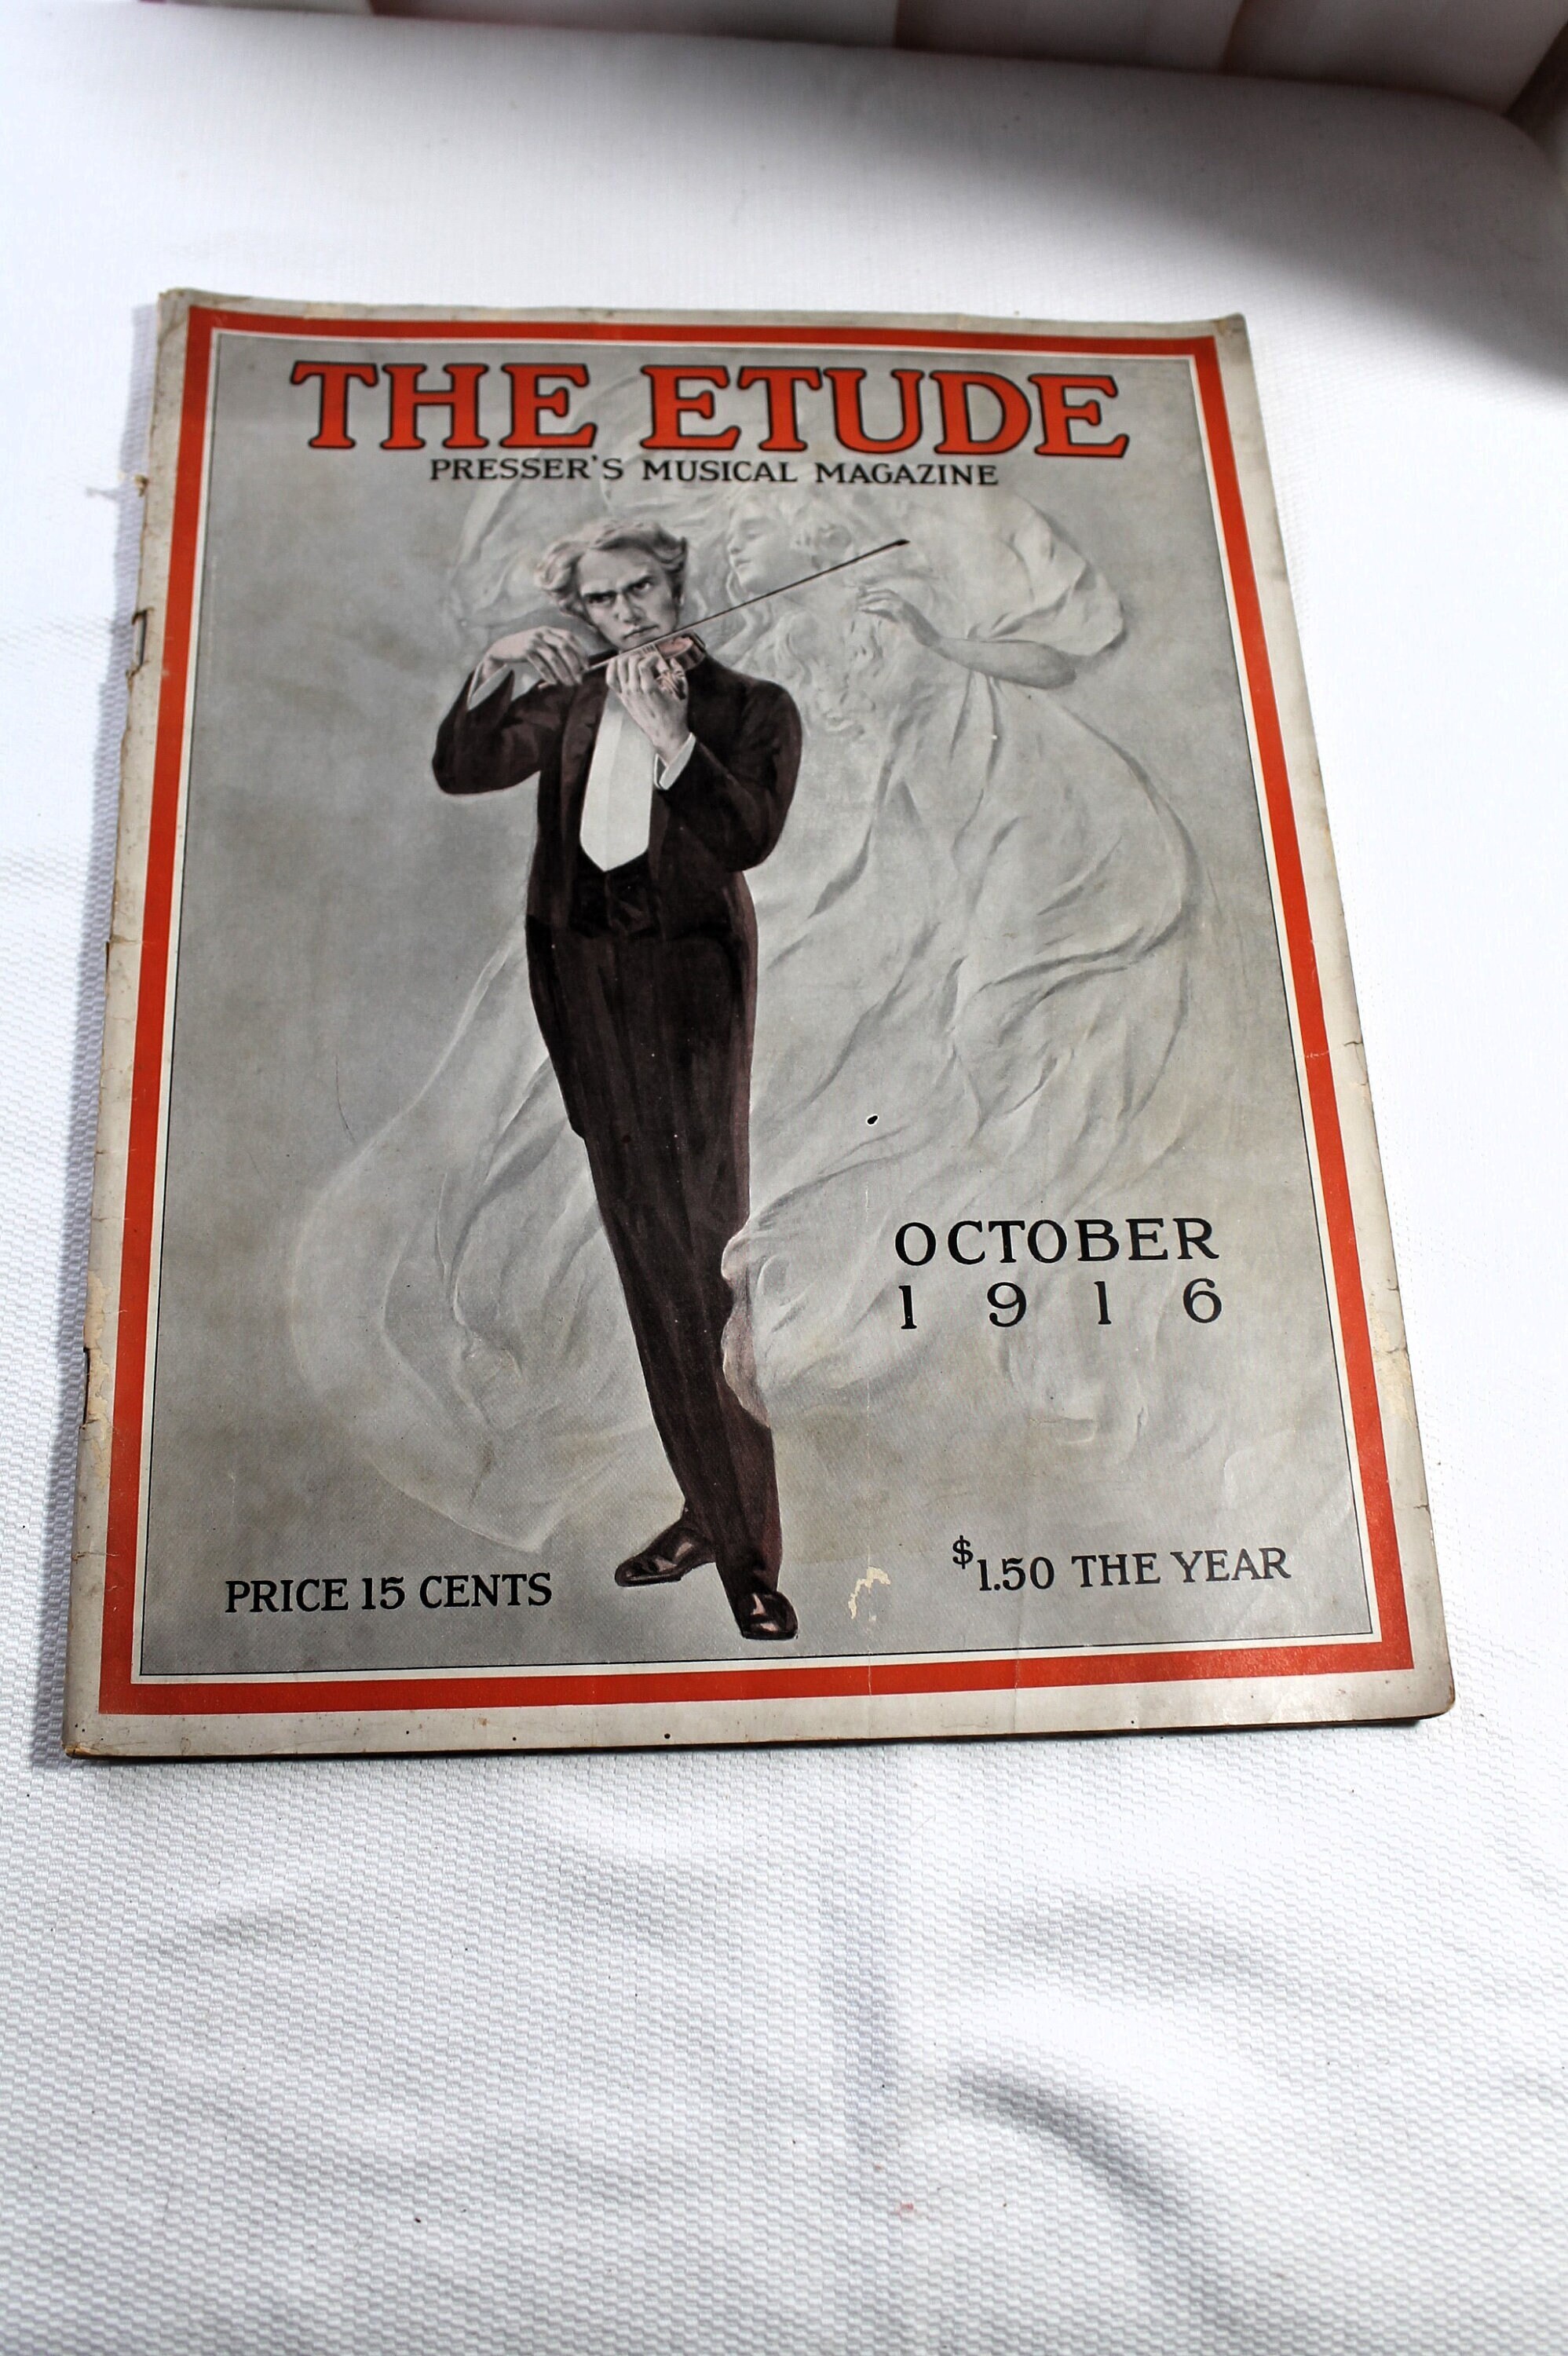 THE ETUDE
PRESSER'S MUSICAL MAGAZINE
OCTOBER
1916
PRICE 15 CENTS
$1.50 THE YEAR